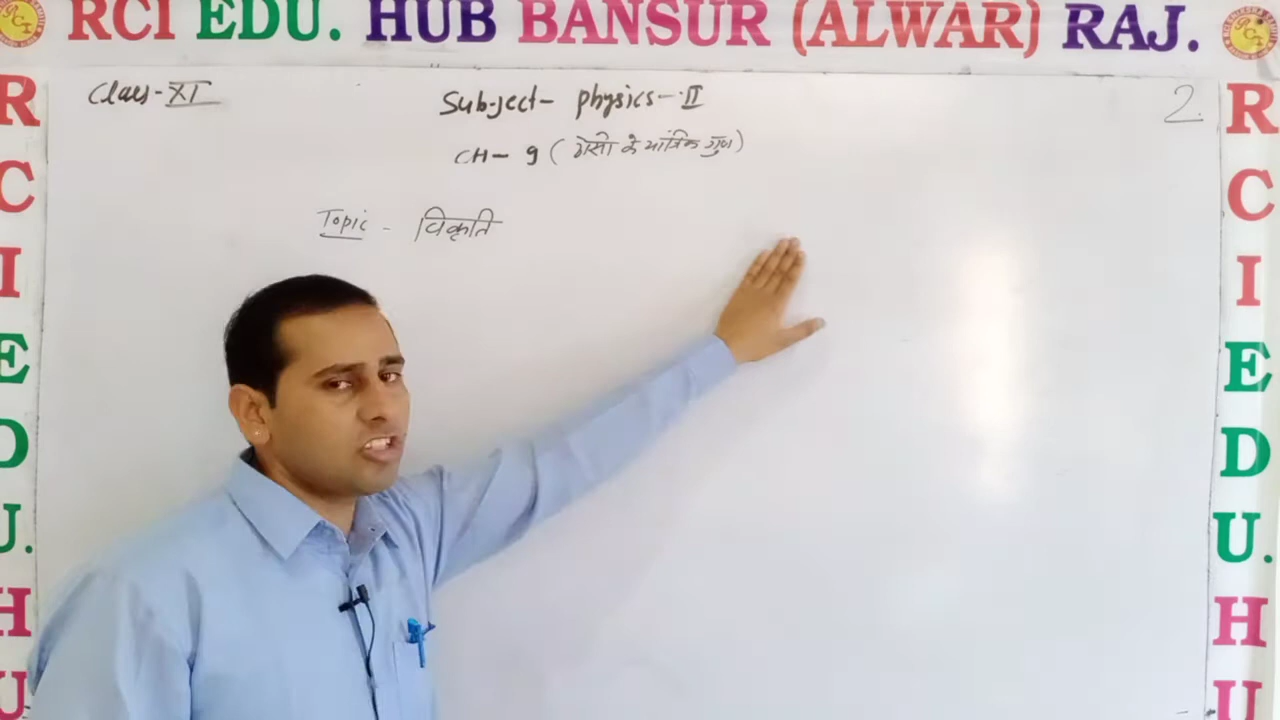 RCI EDU. HUB BANSUR (ALWAR) RAJ.
Class-XI
Subject- physics-II
2.
CH- 9 (ठोसो के यांत्रिक गुण)
Topic - विकृति
R
C
I
E
D
U.
H
U
R
C
I
E
D
U.
H
U